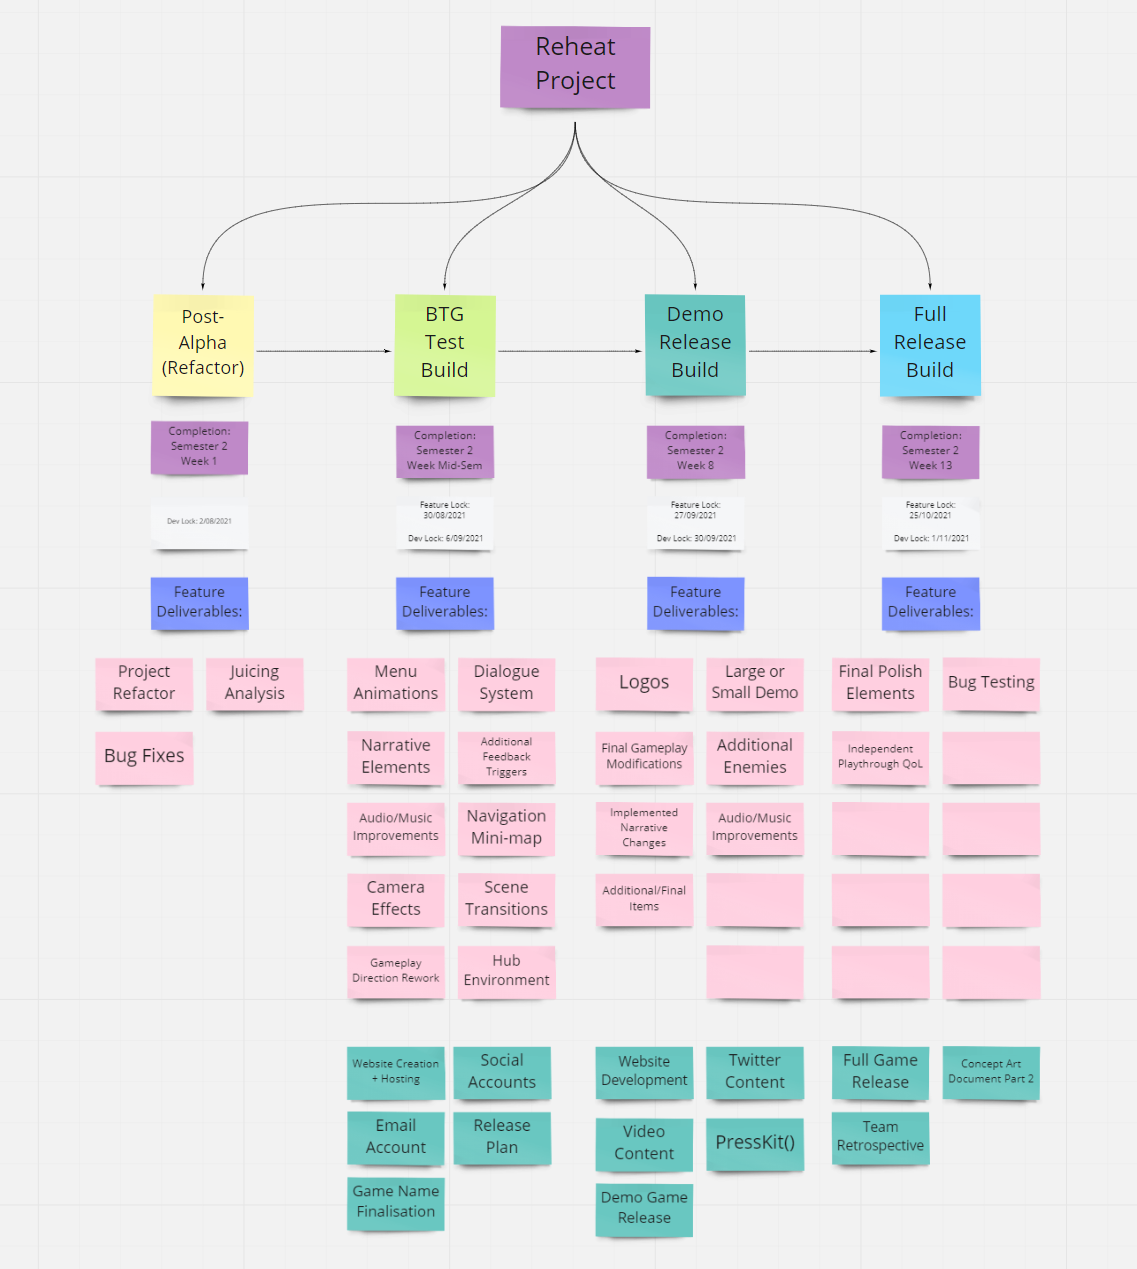 Reheat
Project
Post-
Alpha
(Refactor)
BTG
Test
Build
Demo
Release
Build
Full
Release
Build
Completion:
Semester 2
Week 1
Completion:
Semester 2
Week Mid-Sem
Completion:
Semester 2
Week 8
Completion:
Semester 2
Week 13
Dev Lock: 2/08/2021
Feature Lock:
30/08/2021
Dev Lock: 6/09/2021
Feature Lock:
27/09/2021
Dev Lock: 30/09/2021
Feature Lock:
25/10/2021
Dev Lock: 1/11/2021
Feature
Deliverables:
Feature
Deliverables:
Feature
Deliverables:
Feature
Deliverables:
Project
Refactor
Juicing
Analysis
Bug Fixes
Menu
Animations
Dialogue
System
Narrative
Elements
Additional
Feedback
Triggers
Audio/Music
Improvements
Navigation
Mini-map
Camera
Effects
Scene
Transitions
Gameplay
Direction Rework
Hub
Environment
Logos
Large or
Small Demo
Final Gameplay
Modifications
Additional
Enemies
Implemented
Narrative
Changes
Audio/Music
Improvements
Additional/Final
Items
Final Polish
Elements
Bug Testing
Independent
Playthrough QoL
Website Creation
+ Hosting
Social
Accounts
Email
Account
Release
Plan
Game Name
Finalisation
Website
Development
Twitter
Content
Video
Content
PressKit()
Demo Game
Release
Full Game
Release
Concept Art
Document Part 2
Team
Retrospective